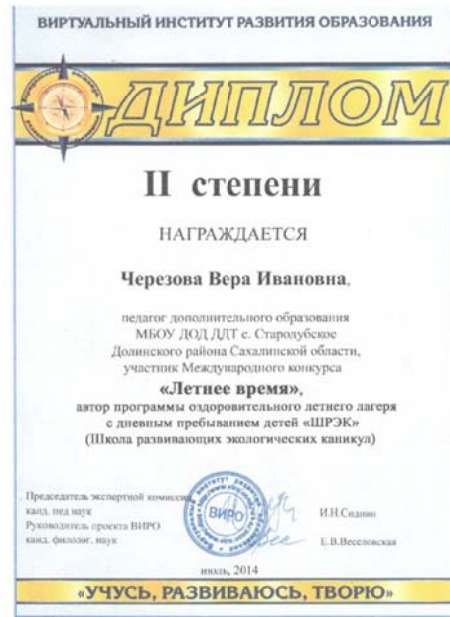 ВИРТУАЛЬНЫЙ ИНСТИТУТ РАЗВИТИЯ ОБРАЗОВАНИЯ
ДИПЛОМ
II степени
НАГРАЖДАЕТСЯ
Черезова Вера Ивановна,
педагог дополнительного образования
МБОУ ДОД ДДТ с. Стародубское
Долинского района Сахалинской области,
участник Международного конкурса
«Летнее время»,
автор программы оздоровительного летнего лагеря
с дневным пребыванием детей «ШРЭК»
(Школа развивающих экологических каникул)
Председатель экспертной комиссии
канд. пед наук
И.Н.Сиднин
Руководитель проекта ВИРО
канд. филолог. наук
Е.В.Веселовская
ВИРО
июль, 2014
«УЧУСЬ, РАЗВИВАЮСЬ, ТВОРЮ»